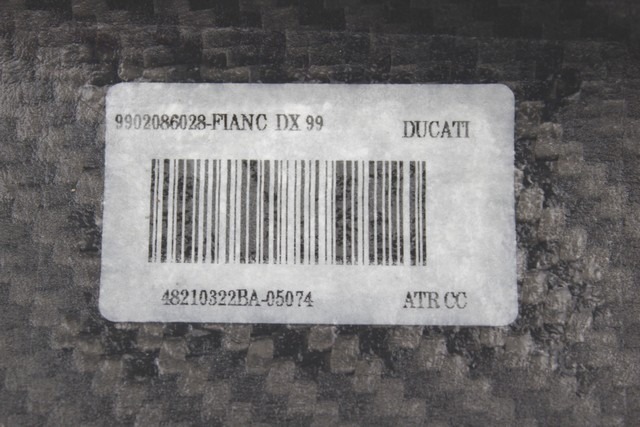 9902086028-FIANC DX 99 DUCATI
48210322BA-05074 ATR CC